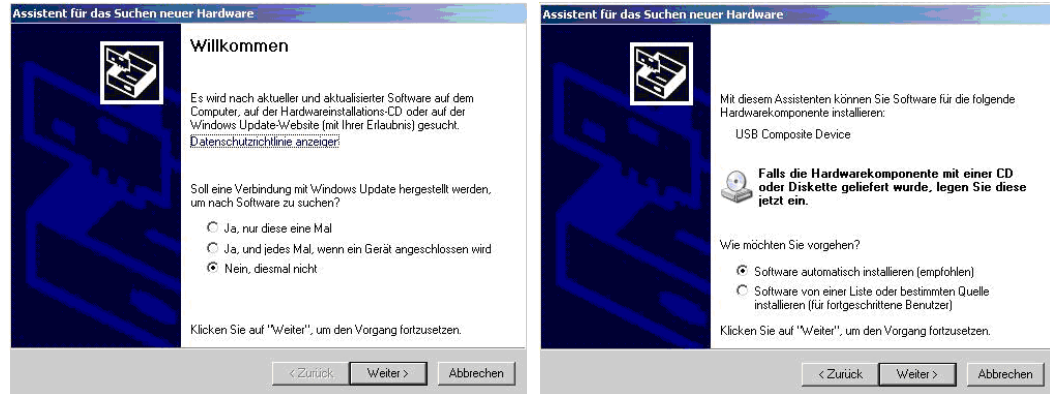 Assistent für das Suchen neuer Hardware
Willkommen
Es wird nach aktueller und aktualisierter Software auf dem
Computer, auf der Hardwareinstallations-CD oder auf der
Windows Update-Website (mit Ihrer Erlaubnis) gesucht.
Datenschutzrichtlinie anzeigen
Soll eine Verbindung mit Windows Update hergestellt werden,
um nach Software zu suchen?
Ja, nur diese eine Mal
Ja, und jedes Mal, wenn ein Gerät angeschlossen wird
Nein, diesmal nicht
Klicken Sie auf "Weiter", um den Vorgang fortzusetzen.
< Zurück
Weiter >
Abbrechen
Assistent für das Suchen neuer Hardware
Mit diesem Assistenten können Sie Software für die folgende
Hardwarekomponente installieren:
USB Composite Device
Falls die Hardwarekomponente mit einer CD
oder Diskette geliefert wurde, legen Sie diese
jetzt ein.
Wie möchten Sie vorgehen?
Software automatisch installieren (empfohlen)
Software von einer Liste oder bestimmten Quelle
installieren (für fortgeschrittene Benutzer)
Klicken Sie auf "Weiter", um den Vorgang fortzusetzen.
< Zurück
Weiter >
Abbrechen